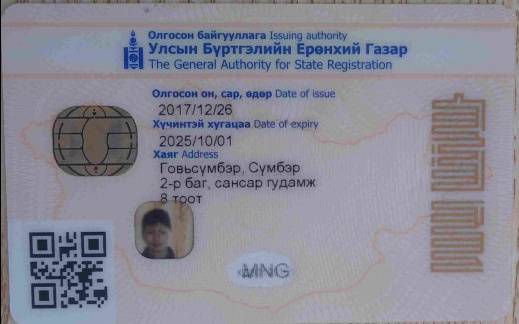 Олгосон байгууллага Issuing authority
Улсын Бүртгэлийн Ерөнхий Газар
The General Authority for State Registration
Олгосон он, сар, өдөр Date of issue
2017/12/26
Хүчинтэй хугацаа Date of expiry
2025/10/01
Хаяг Address
Говьсүмбэр, Сүмбэр
2-р баг, сансар гудамж
8 тоот
MNG